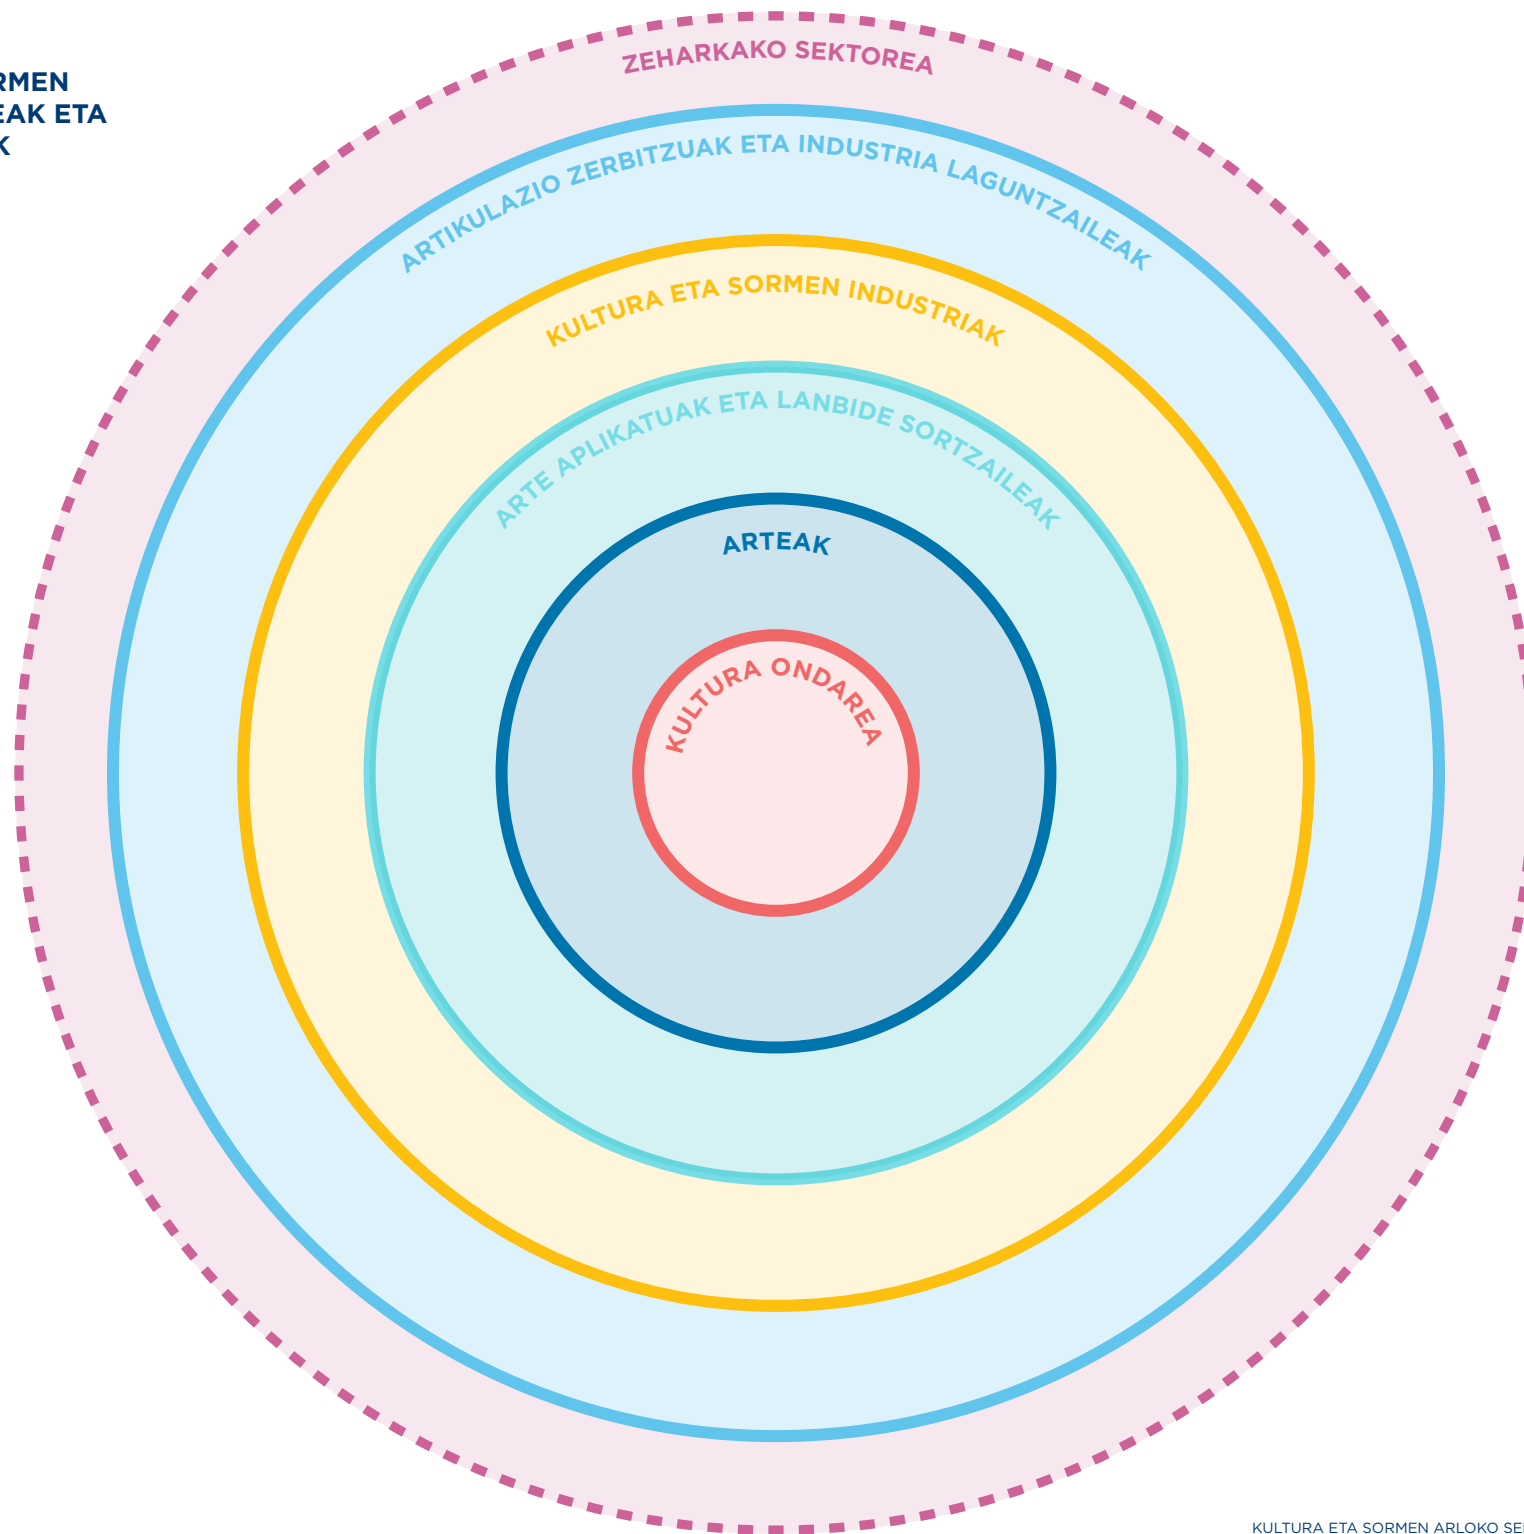 RMEN
EAK ETA
K
ZEHARKAKO SEKTOREA
ARTIKULAZIO ZERBITZUAK ETA INDUSTRIA LAGUNTZAILEAK
KULTURA ETA SORMEN INDUSTRIAK
ARTE APLIKATUAK ETA LANBIDE SORTZAILEAK
ARTEAK
KULTURA ONDAREA
KULTURA ETA SORMEN ARLOKO SE